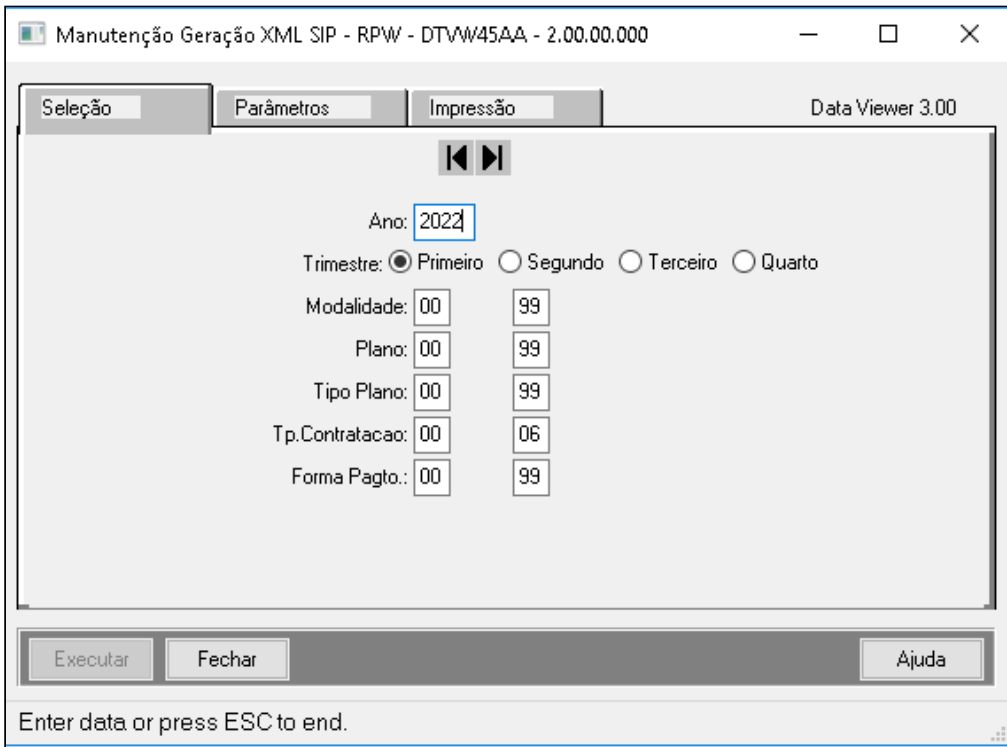 Manutenção Geração XML SIP - RPW - DTVW45AA - 2.00.00.000
Seleção Parâmetros Impressão Data Viewer 3.00
Ano: 2022
Trimestre: Primeiro Segundo Terceiro Quarto
Modalidade: 00 99
Plano: 00 99
Tipo Plano: 00 99
Tp.Contratacao: 00 06
Forma Pagto.: 00 99
Executar Fechar Ajuda
Enter data or press ESC to end.